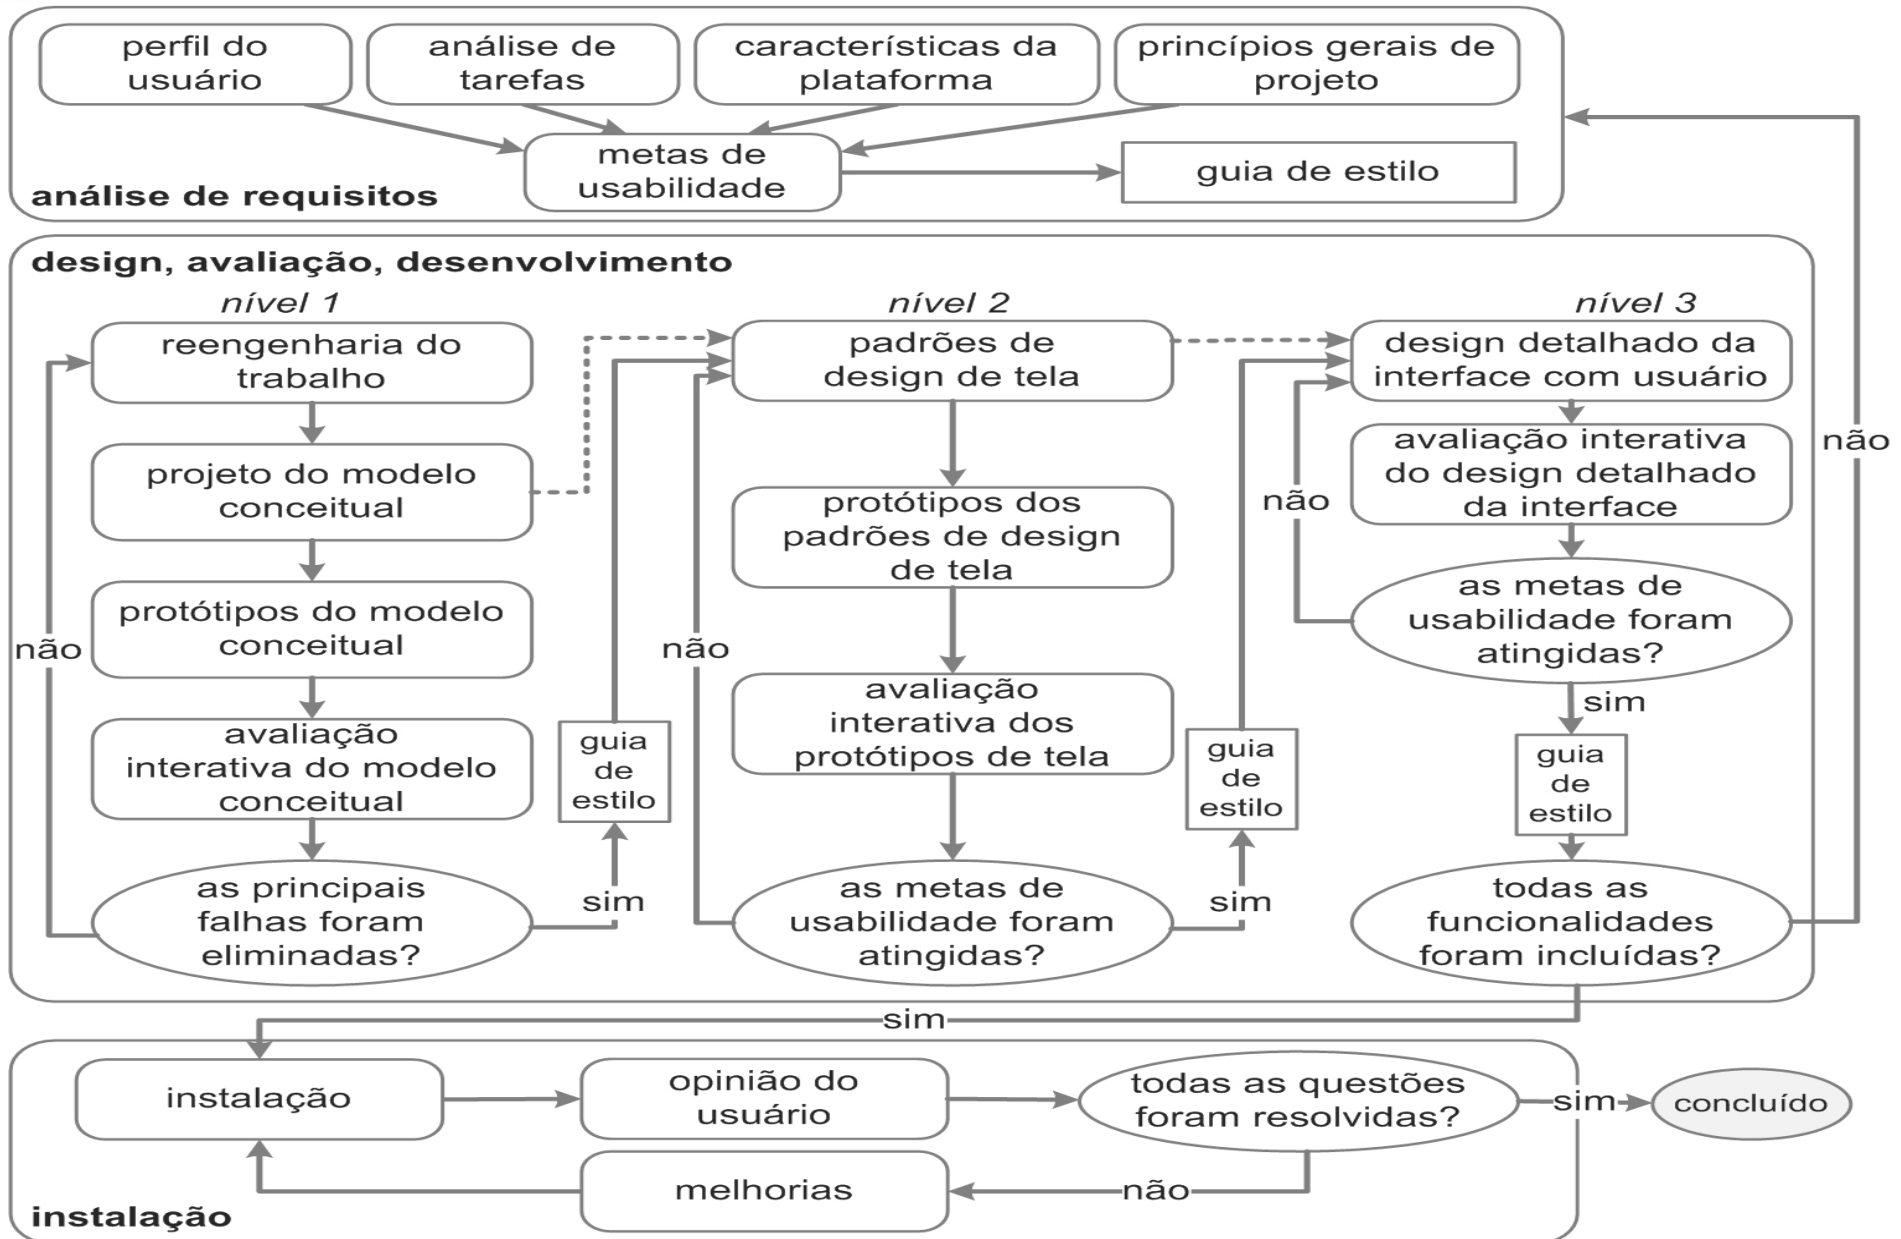 perfil do
usuário
análise de
tarefas
características da
plataforma
princípios gerais de
projeto
metas de
usabilidade
guia de estilo
análise de requisitos
design, avaliação, desenvolvimento
nível 1
reengenharia do
trabalho
projeto do modelo
conceitual
protótipos do modelo
conceitual
não
avaliação
interativa do modelo
conceitual
as principais
falhas foram
eliminadas?
sim
guia
de
estilo
nível 2
padrões de
design de tela
protótipos dos
padrões de design
de tela
não
avaliação
interativa dos
protótipos de tela
as metas de
usabilidade foram
atingidas?
sim
guia
de
estilo
nível 3
design detalhado da
interface com usuário
avaliação interativa
do design detalhado
da interface
não
as metas de
usabilidade foram
atingidas?
sim
guia
de
estilo
todas as
funcionalidades
foram incluídas?
não
sim
instalação
opinião do
usuário
todas as questões
foram resolvidas?
sim
concluído
não
melhorias
instalação